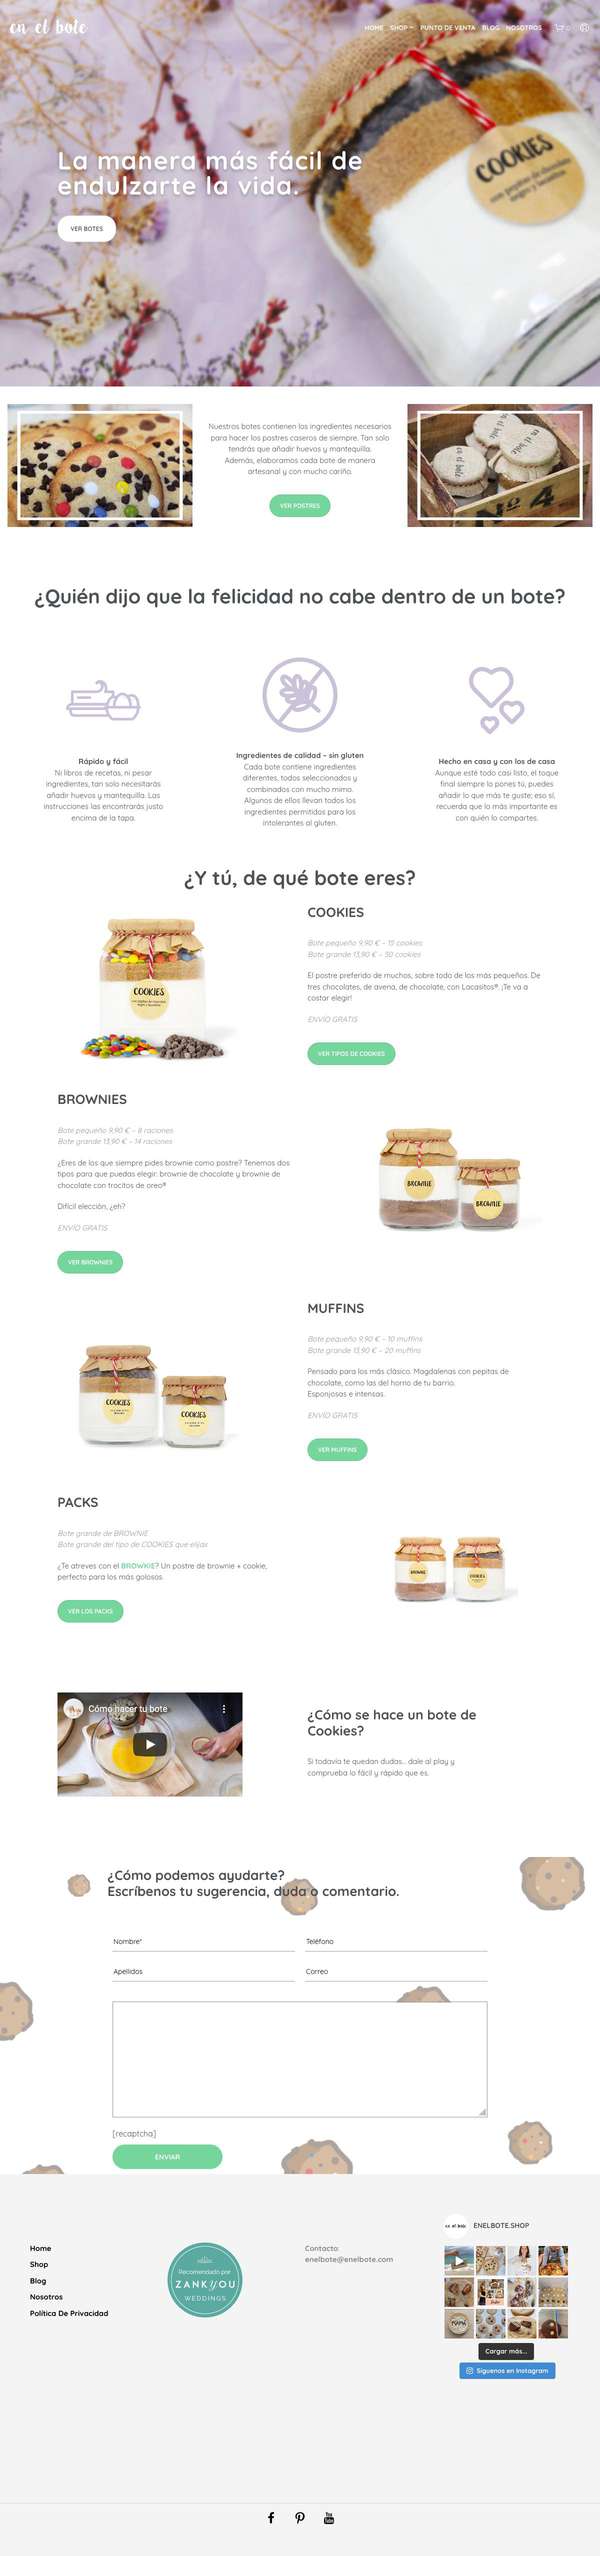 en el bote
HOME SHOP PUNTO DE VENTA BLOG NOSOTROS 0
La manera más fácil de
endulzarte la vida.
VER BOTES
COOKIES
Nuestros botes contienen los ingredientes necesarios
para hacer los postres caseros de siempre. Tan solo
tendrás que añadir huevos y mantequilla.
Además, elaboramos cada bote de manera
artesanal y con mucho cariño.
VER POSTRES
en el bote
Nº 4
¿Quién dijo que la felicidad no cabe dentro de un bote?
Rápido y fácil
Ni libros de recetas, ni pesar
ingredientes, tan solo necesitarás
añadir huevos y mantequilla. Las
instrucciones las encontrarás justo
encima de la tapa.
Ingredientes de calidad – sin gluten
Cada bote contiene ingredientes
diferentes, todos seleccionados y
combinados con mucho mimo.
Algunos de ellos llevan todos los
ingredientes permitidos para los
intolerantes al gluten.
Hecho en casa y con los de casa
Aunque esté todo casi listo, el toque
final siempre lo pones tú, puedes
añadir lo que más te guste; eso sí,
recuerda que lo más importante es
con quién lo compartes.
¿Y tú, de qué bote eres?
COOKIES
COOKIES
Bote pequeño 9,90 € – 15 cookies
Bote grande 13,90 € – 30 cookies
El postre preferido de muchos, sobre todo de los más pequeños. De
tres chocolates, de avena, de chocolate, con Lacasitos®. ¡Te va a
costar elegir!
ENVÍO GRATIS
VER TIPOS DE COOKIES
BROWNIES
Bote pequeño 9,90 € – 8 raciones
Bote grande 13,90 € – 14 raciones
¿Eres de los que siempre pides brownie como postre? Tenemos dos
tipos para que puedas elegir: brownie de chocolate y brownie de
chocolate con trocitos de oreo®
Difícil elección, ¿eh?
ENVÍO GRATIS
VER BROWNIES
BROWNIE
BROWNIE
COOKIES
COOKIES
MUFFINS
Bote pequeño 9,90 € – 10 muffins
Bote grande 13,90 € – 20 muffins
Pensado para los más clásico. Magdalenas con pepitas de
chocolate, como las del horno de tu barrio.
Esponjosas e intensas.
ENVÍO GRATIS
VER MUFFINS
PACKS
Bote grande de BROWNIE
Bote grande del tipo de COOKIES que elijas
¿Te atreves con el BROWKIE? Un postre de brownie + cookie,
perfecto para los más golosos.
VER LOS PACKS
BROWNIE
COOKIES
Cómo hacer tu bote
¿Cómo se hace un bote de
Cookies?
Si todavía te quedan dudas... dale al play y
comprueba lo fácil y rápido que es.
¿Cómo podemos ayudarte?
Escríbenos tu sugerencia, duda o comentario.
Nombre*
Teléfono
Apellidos
Correo
[recaptcha]
ENVIAR
Home
Shop
Blog
Nosotros
Política De Privacidad
Recomendado por
ZANKYOU
WEDDINGS
Contacto:
enelbote@enelbote.com
en el bote
ENELBOTE.SHOP
MAMÁ
Cargar más...
Síguenos en Instagram
You
Tube